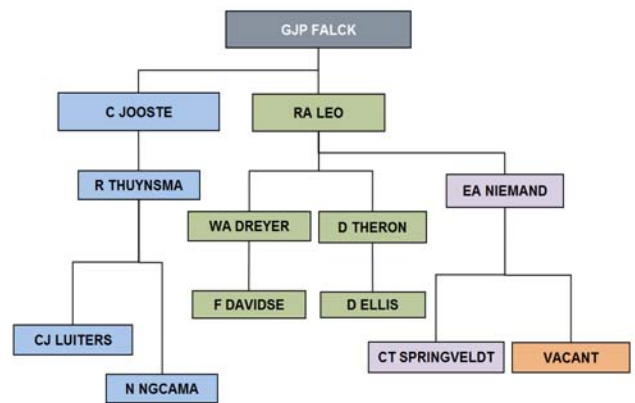 GJP FALCK
C JOOSTE
RA LEO
R THUYNSMA
EA NIEMAND
WA DREYER
D THERON
F DAVIDSE
D ELLIS
CJ LUITERS
CT SPRINGVELDT
VACANT
N NGCAMA